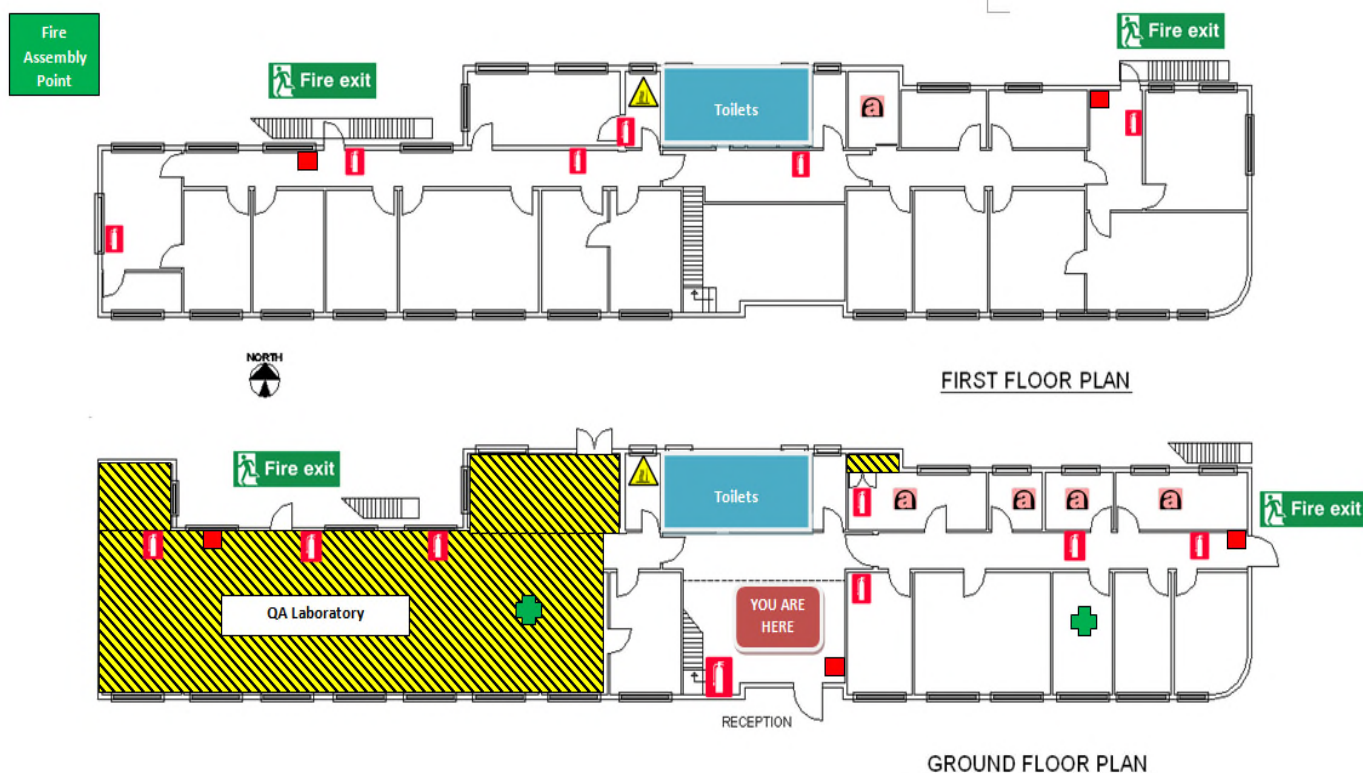 Fire
Assembly
Point
Fire exit
Fire exit
Toilets
a
NORTH
FIRST FLOOR PLAN
Fire exit
Toilets
a
a
a
a
Fire exit
QA Laboratory
YOU ARE
HERE
RECEPTION
GROUND FLOOR PLAN